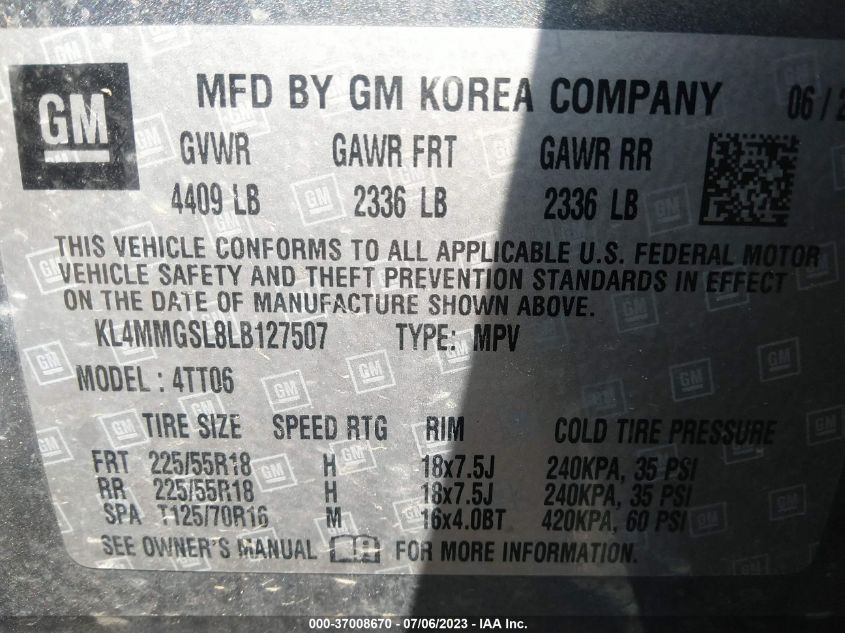 GM
MFD BY GM KOREA COMPANY 06 / 2
GVWR GAWR FRT GAWR RR
4409 LB 2336 LB 2336 LB
THIS VEHICLE CONFORMS TO ALL APPLICABLE U.S. FEDERAL MOTOR
VEHICLE SAFETY AND THEFT PREVENTION STANDARDS IN EFFECT
ON THE DATE OF MANUFACTURE SHOWN ABOVE.
KL4MMGSL8LB127507 TYPE: MPV
MODEL : 4TT06
TIRE SIZE SPEED RTG RIM COLD TIRE PRESSURE
FRT 225/55R18 H 18x7.5J 240KPA, 35 PSI
RR 225/55R18 H 18x7.5J 240KPA, 35 PSI
SPA T125/70R16 M 16x4.0BT 420KPA, 60 PSI
SEE OWNER'S MANUAL FOR MORE INFORMATION.
000-37008670 - 07/06/2023 - IAA Inc.